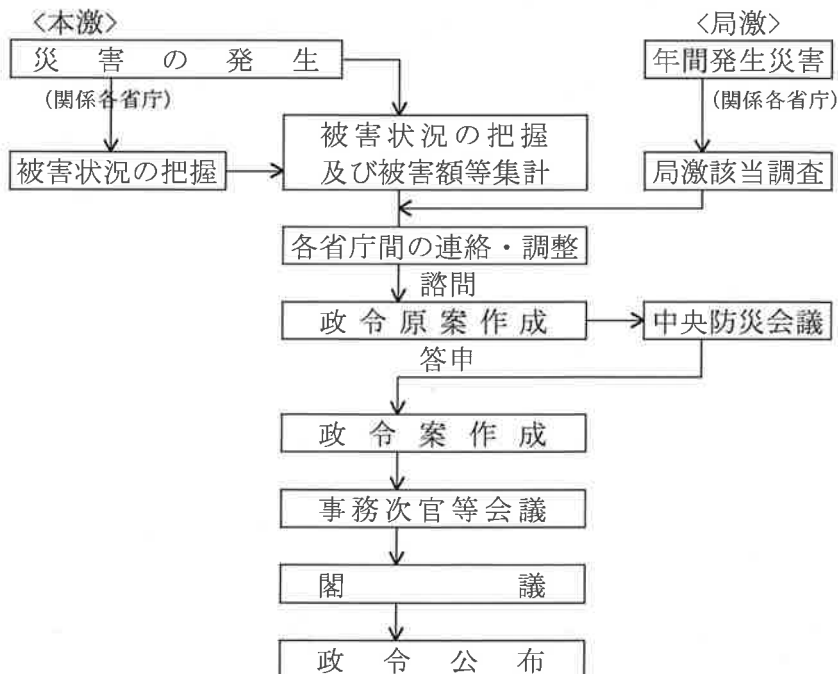 <本激>
<局激>
災害の発生
年間発生災害
(関係各省庁)
(関係各省庁)
被害状況の把握
被害状況の把握
及び被害額等集計
局激該当調査
各省庁間の連絡・調整
諮問
政令原案作成
中央防災会議
答申
政令案作成
事務次官等会議
閣議
政令公布